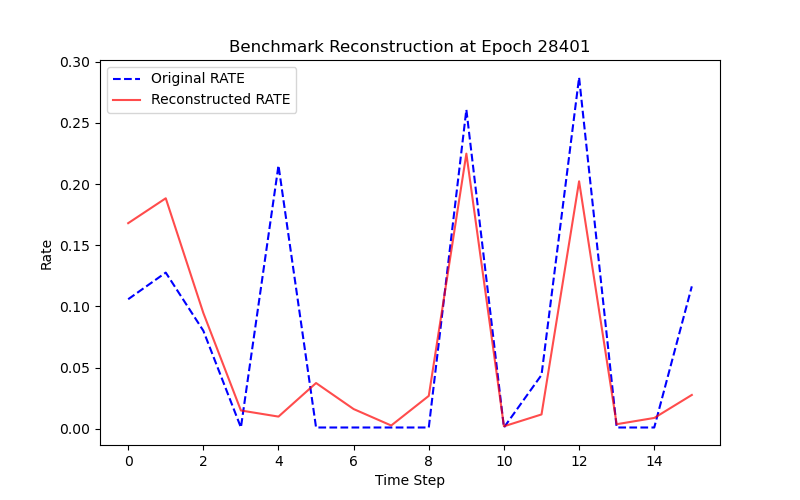 Benchmark Reconstruction at Epoch 28401
Original RATE
Reconstructed RATE
0.30
0.25
0.20
0.15
0.10
0.05
0.00
Rate
0 2 4 6 8 10 12 14
Time Step